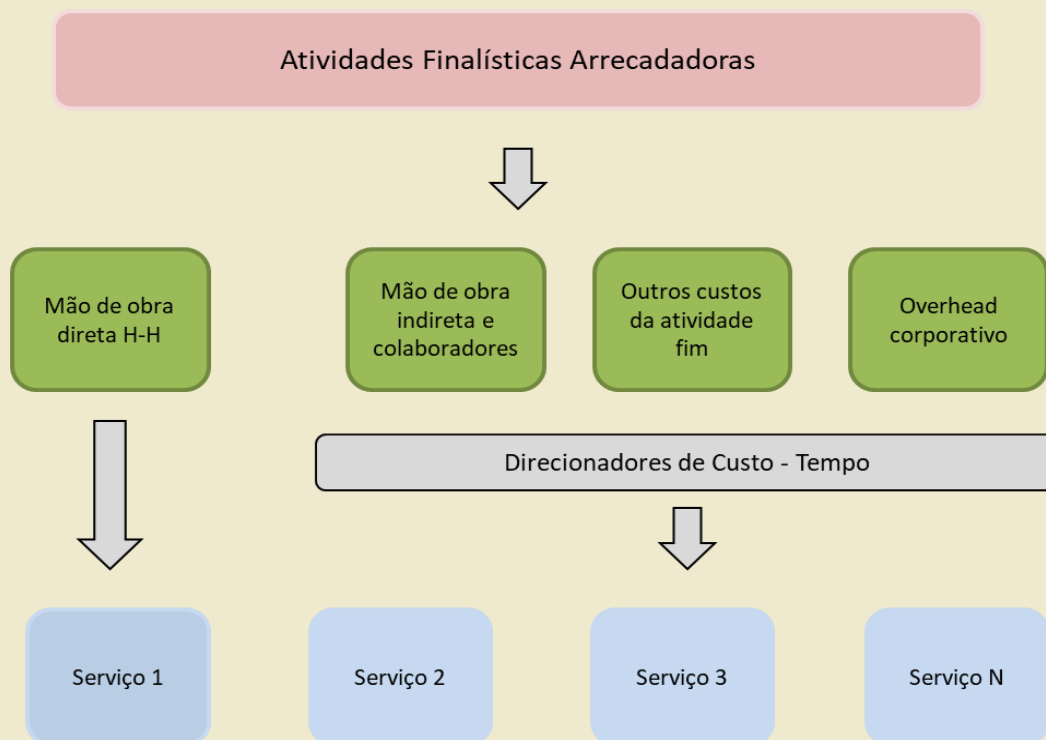 Atividades Finalísticas Arrecadadoras
Mão de obra
direta H-H
Mão de obra
indireta e
colaboradores
Outros custos
da atividade
fim
Overhead
corporativo
Direcionadores de Custo - Tempo
Serviço 1
Serviço 2
Serviço 3
Serviço N